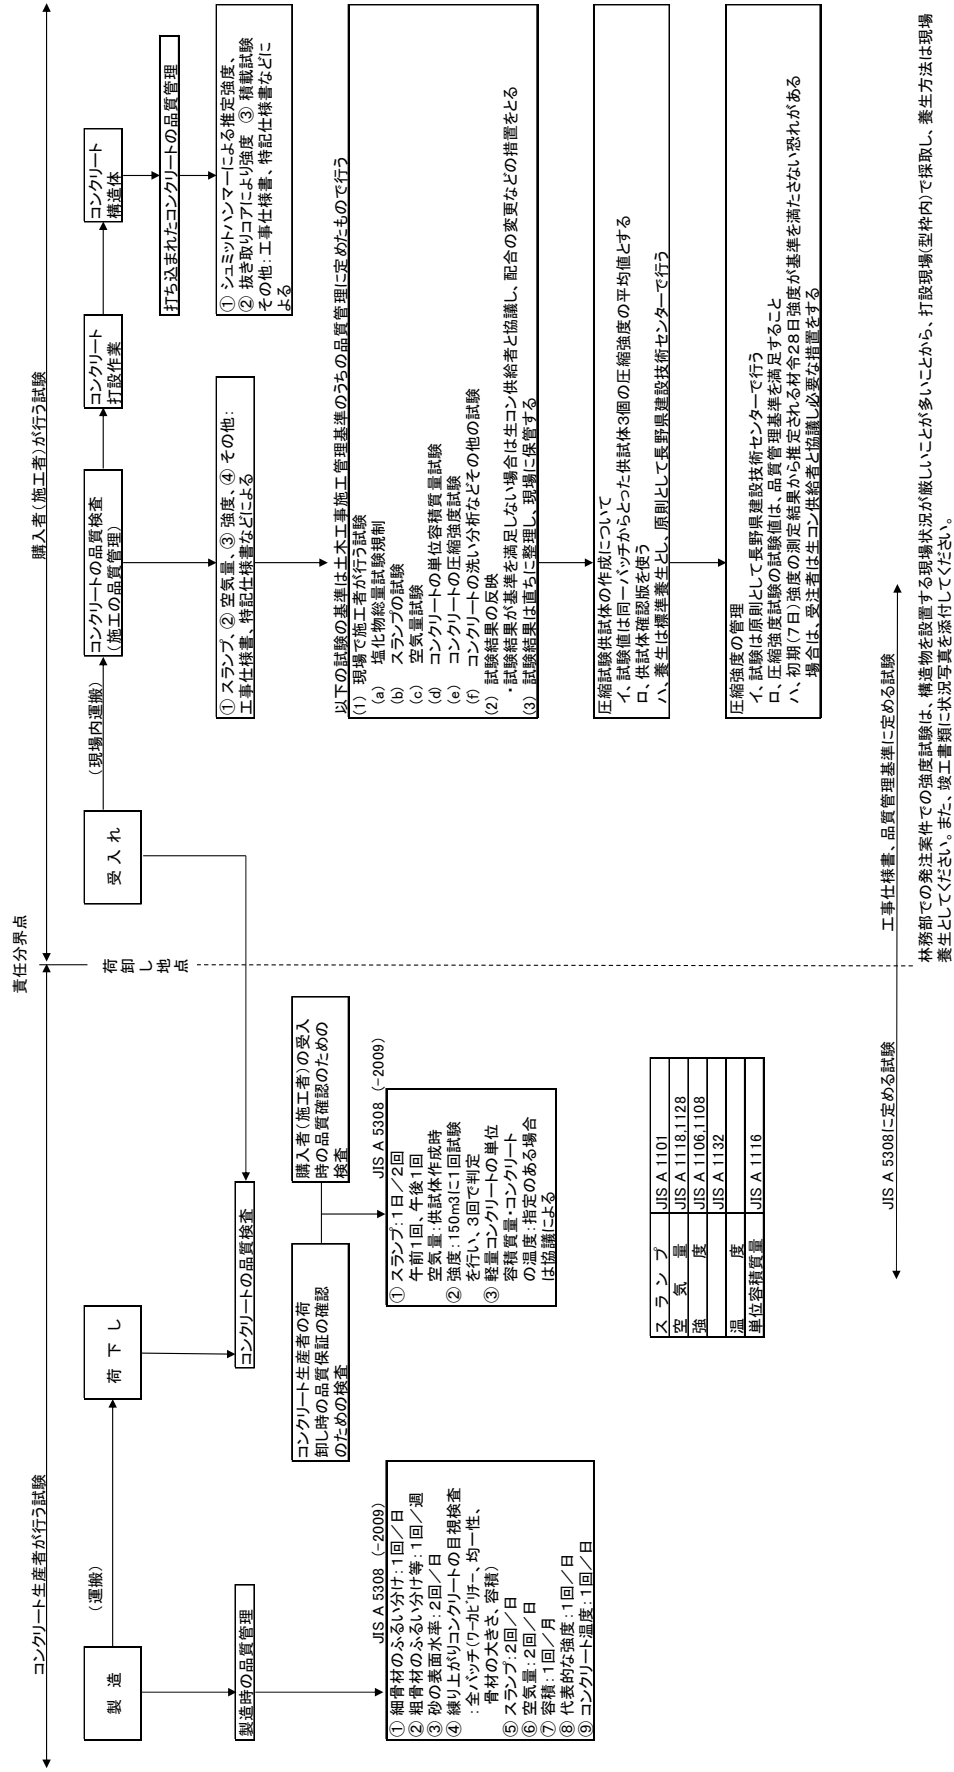 責任分界点
コンクリート生産者が行う試験
購入者(施工者)が行う試験
荷卸し地点
製 造
(運搬)
荷 下 し
受 入 れ
(現場内運搬)
コンクリートの品質検査
(施工の品質管理)
コンクリート
打設作業
コンクリート
構造体
製造時の品質管理
コンクリートの品質検査
打ち込まれたコンクリートの品質管理
① スランプ、② 空気量、③ 強度、④ その他:
工事仕様書、特記仕様書などによる
① シュミットハンマーによる推定強度、
② 抜き取りコアにより強度 ③ 積載試験
その他:工事仕様書、特記仕様書などに
よる
コンクリート生産者の荷
卸し時の品質保証の確認
のための検査
購入者(施工者)の受入
時の品質確認のための
検査
JIS A 5308 (-2009)
① 細骨材のふるい分け:1回/日
② 粗骨材のふるい分け等:1回/週
③ 砂の表面水率:2回/日
④ 練り上がりコンクリートの目視検査
:全バッチ(ワーカビリチー、均一性、
骨材の大きさ、容積)
⑤ スランプ:2回/日
⑥ 空気量:2回/日
⑦ 容積:1回/月
⑧ 代表的な強度:1回/日
⑨ コンクリート温度:1回/日
JIS A 5308 (-2009)
① スランプ:1日/2回
午前1回、午後1回
空気量:供試体作成時
② 強度:150m3に1回試験
を行い、3回で判定
③ 軽量コンクリートの単位
容積質量・コンクリート
の温度:指定のある場合
は協議による
以下の試験の基準は土木工事施工管理基準のうちの品質管理に定めたもので行う
(1) 現場で施工者が行う試験
(a) 塩化物総量試験規制
(b) スランプの試験
(c) 空気量試験
(d) コンクリートの単位容積質量試験
(e) コンクリートの圧縮強度試験
(f) コンクリートの洗い分析などその他の試験
(2) 試験結果の反映
・試験結果が基準を満足しない場合は生コン供給者と協議し、配合の変更などの措置をとる
(3) 試験結果は直ちに整理し、現場に保管する
圧縮試験供試体の作成について
イ、試験値は同一バッチからとった供試体3個の圧縮強度の平均値とする
ロ、供試体確認版を使う
ハ、養生は標準養生とし、原則として長野県建設技術センターで行う
圧縮強度の管理
イ、試験は原則として長野県建設技術センターで行う
ロ、圧縮強度試験の試験値は、品質管理基準を満足すること
ハ、初期(7日)強度の測定結果から推定される材令28日強度が基準を満たさない恐れがある
場合は、受注者は生コン供給者と協議し必要な措置をする
ス ラ ン プ JIS A 1101
空 気 量 JIS A 1118,1128
強 度 JIS A 1106,1108
JIS A 1132
温 度
単位容積質量 JIS A 1116
JIS A 5308に定める試験
工事仕様書、品質管理基準に定める試験
林務部での発注案件での強度試験は、構造物を設置する現場状況が厳しいことが多いことから、打設現場(型枠内)で採取し、養生方法は現場
養生としてください。また、竣工書類に状況写真を添付してください。